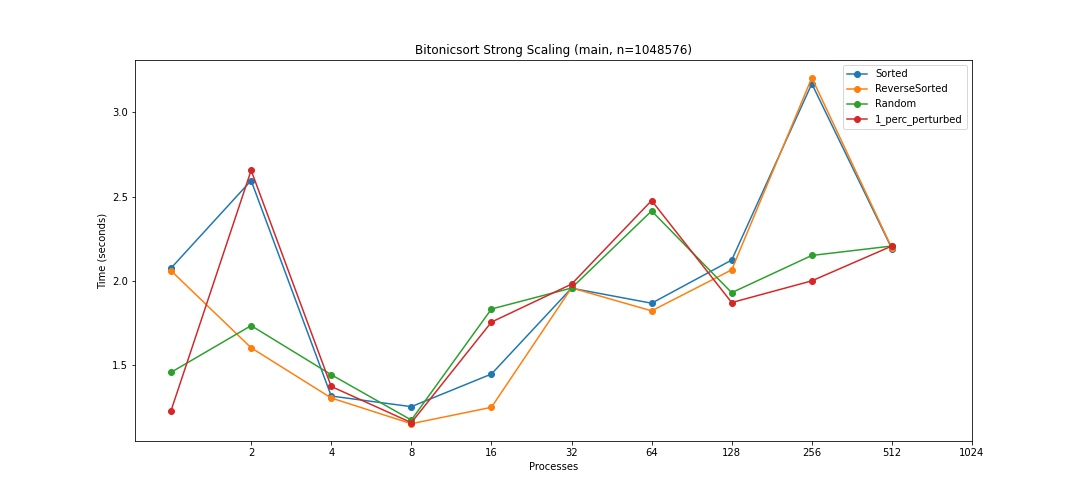 Bitonicsort Strong Scaling (main, n=1048576)
Sorted
ReverseSorted
Random
1_perc_perturbed
Time (seconds)
3.0
2.5
2.0
1.5
2 4 8 16 32 64 128 256 512 1024
Processes